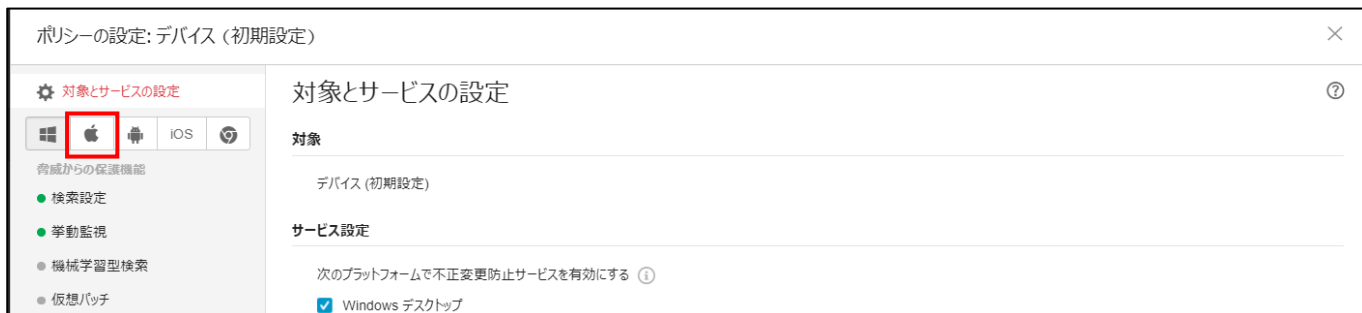 ポリシーの設定: デバイス (初期設定)
対象とサービスの設定
iOS
脅威からの保護機能
検索設定
挙動監視
機械学習型検索
仮想パッチ
対象とサービスの設定
対象
デバイス (初期設定)
サービス設定
次のプラットフォームで不正変更防止サービスを有効にする
Windows デスクトップ